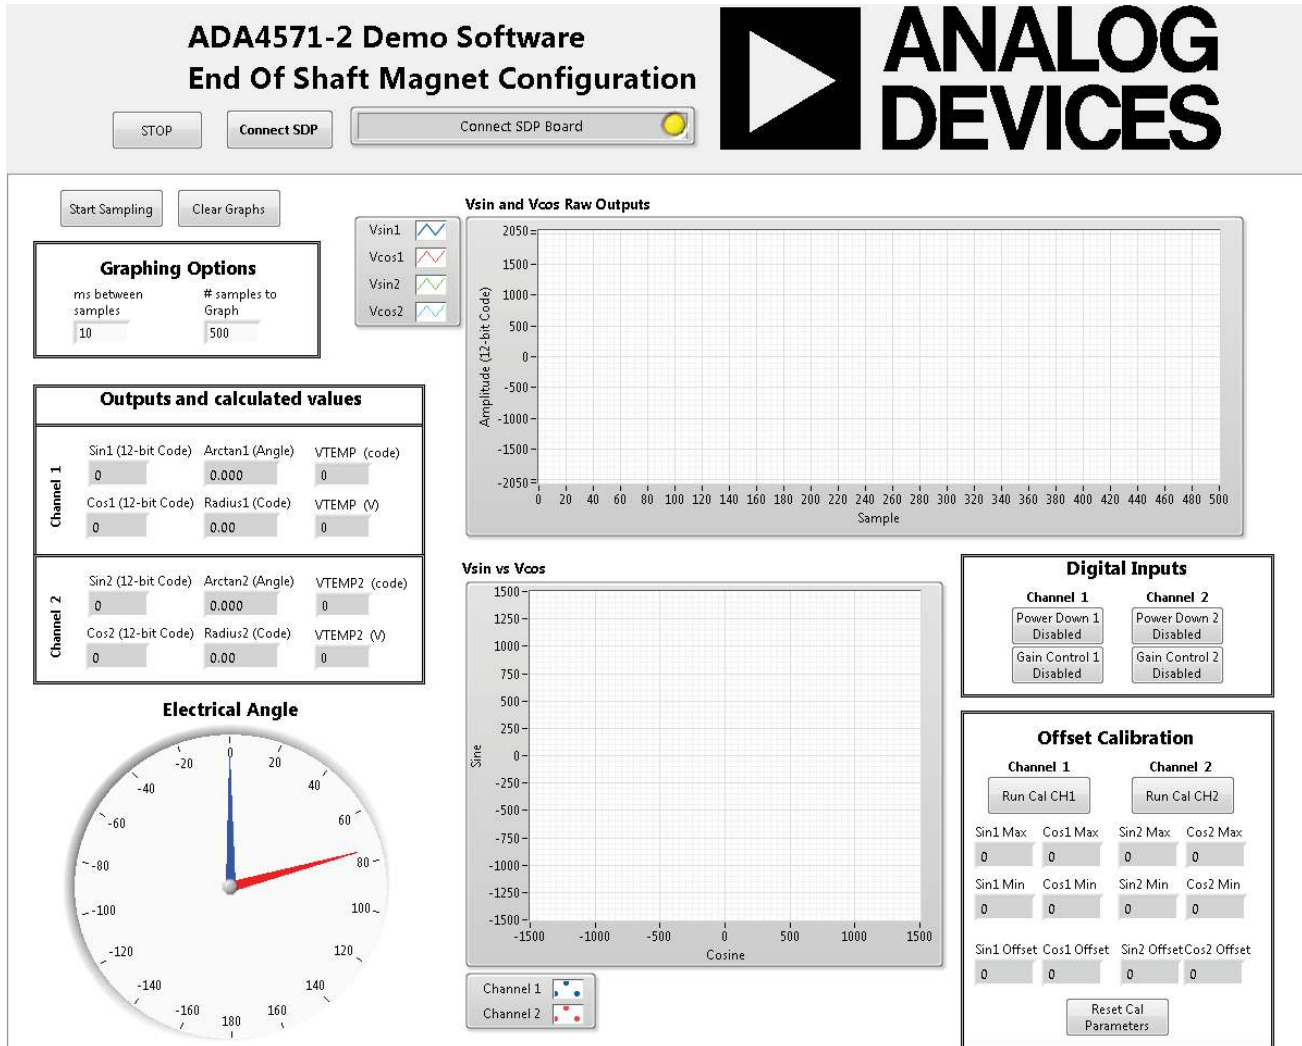 ADA4571-2 Demo Software
End Of Shaft Magnet Configuration
ANALOG
DEVICES
STOP
Connect SDP
Connect SDP Board
Start Sampling
Clear Graphs
Graphing Options
ms between
samples
# samples to
Graph
10
500
Vsin1
Vcos1
Vsin2
Vcos2
Vsin and Vcos Raw Outputs
2050
1500
1000
500
0
-500
-1000
-1500
-2050
Amplitude (12-bit Code)
0 20 40 60 80 100 120 140 160 180 200 220 240 260 280 300 320 340 360 380 400 420 440 460 480 500
Sample
Outputs and calculated values
Channel 1
Sin1 (12-bit Code) Arctan1 (Angle) VTEMP (code)
0 0.000 0
Cos1 (12-bit Code) Radius1 (Code) VTEMP (V)
0 0.00 0
Channel 2
Sin2 (12-bit Code) Arctan2 (Angle) VTEMP2 (code)
0 0.000 0
Cos2 (12-bit Code) Radius2 (Code) VTEMP2 (V)
0 0.00 0
Electrical Angle
0
20
40
60
80
100
120
140
160
180
-160
-140
-120
-100
-80
-60
-40
-20
Vsin vs Vcos
1500
1250
1000
750
500
250
0
-250
-500
-750
-1000
-1250
-1500
Sine
-1500 -1000 -500 0 500 1000 1500
Cosine
Channel 1
Channel 2
Digital Inputs
Channel 1 Channel 2
Power Down 1
Disabled
Power Down 2
Disabled
Gain Control 1
Disabled
Gain Control 2
Disabled
Offset Calibration
Channel 1 Channel 2
Run Cal CH1 Run Cal CH2
Sin1 Max Cos1 Max Sin2 Max Cos2 Max
0 0 0 0
Sin1 Min Cos1 Min Sin2 Min Cos2 Min
0 0 0 0
Sin1 Offset Cos1 Offset Sin2 Offset Cos2 Offset
0 0 0 0
Reset Cal
Parameters